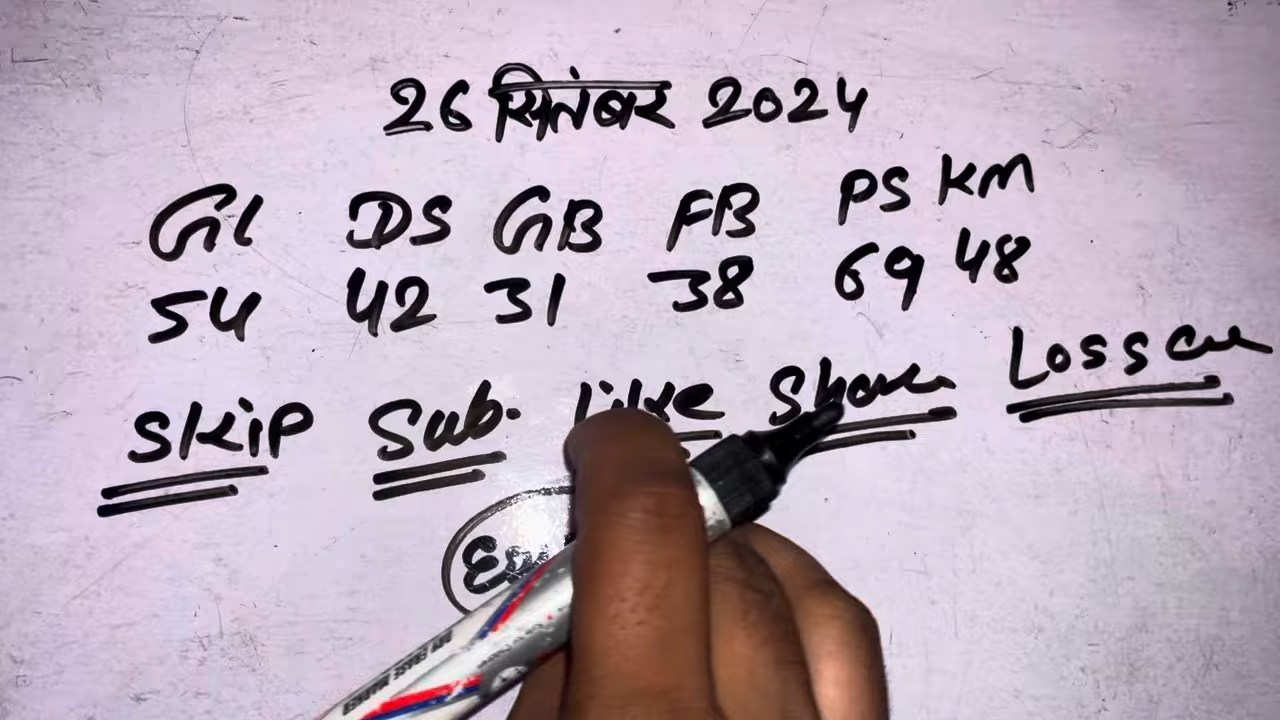 26 सितंबर 2024
GL DS GB FB PS KM
54 42 31 38 69 48
SKIP Sub. like Share